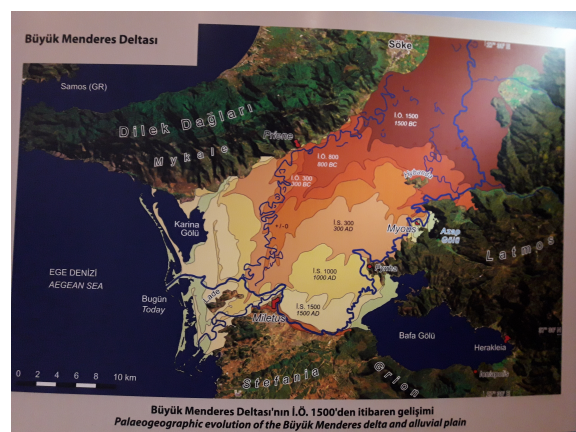 Büyük Menderes Deltası
Söke
Samos (GR)
Dilek Dağları
Mykale
Priene
İ.Ö. 1500
1500 BC
İ.Ö. 800
800 BC
İ.Ö. 300
300 BC
Karina
Gölü
+ / - 0
İ.S. 300
300 AD
Myous
Azap
Gölü
Latmos
EGE DENİZİ
AEGEAN SEA
Bugün
Today
Lade
İ.S. 1000
1000 AD
İ.S. 1500
1500 AD
Miletus
Bafa Gölü
Herakleia
Stefania
Grion
0 2 4 6 8 10 km
Büyük Menderes Deltası'nın İ.Ö. 1500'den itibaren gelişimi
Palaeogeographic evolution of the Büyük Menderes delta and alluvial plain